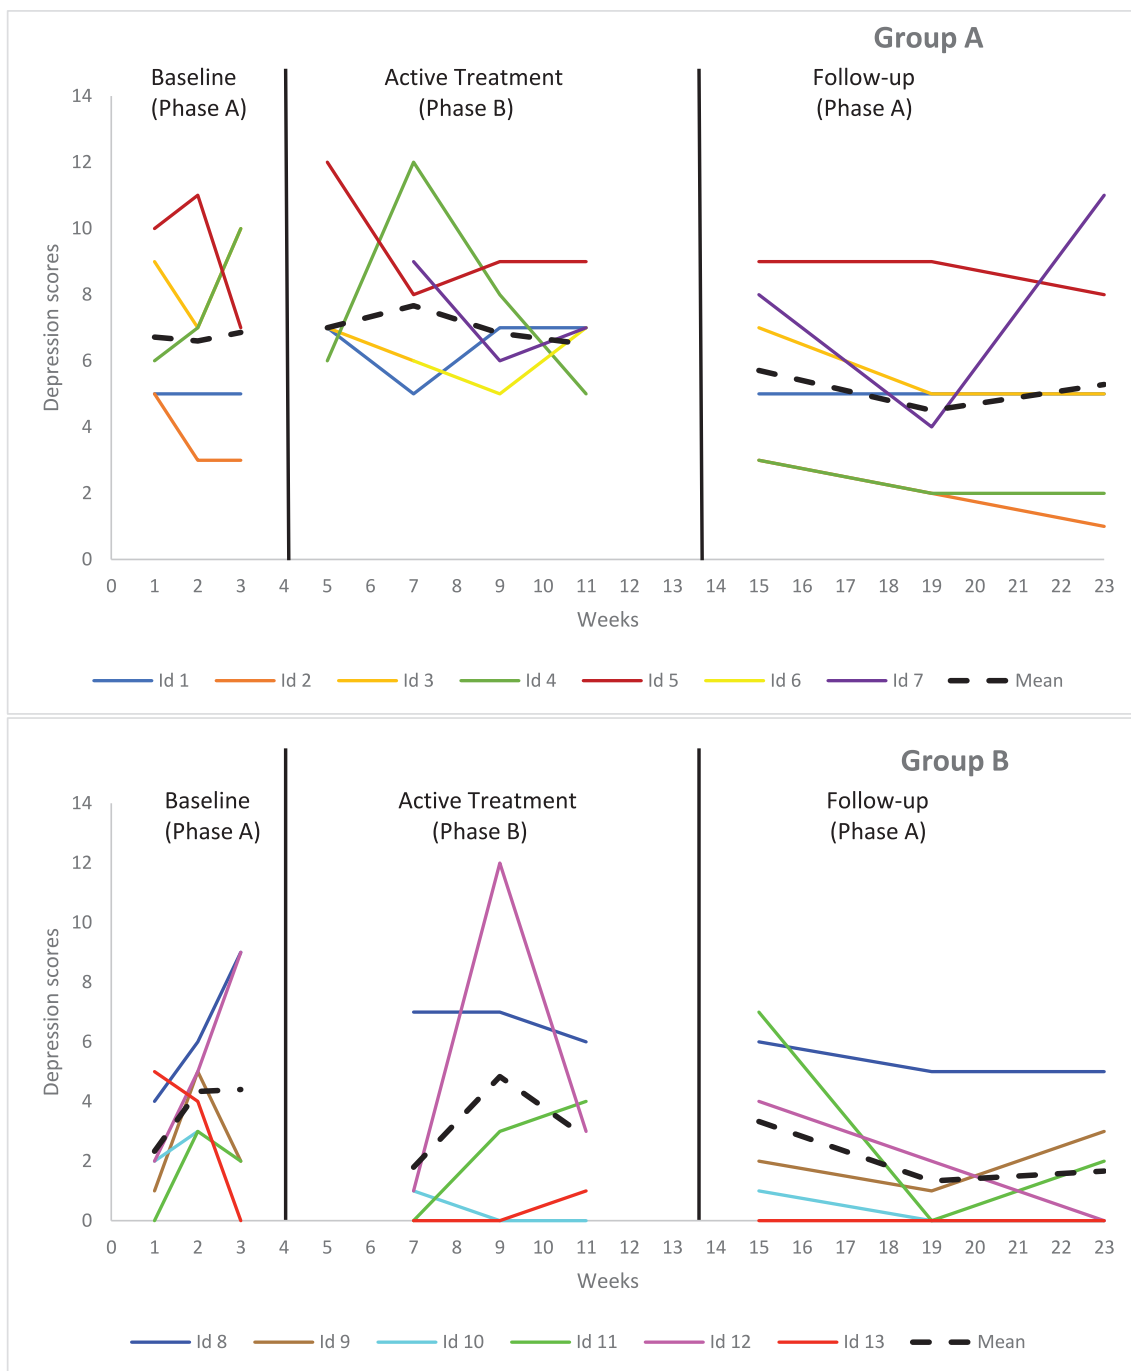 Group A
Baseline
(Phase A)
Active Treatment
(Phase B)
Follow-up
(Phase A)
Depression scores
14
12
10
8
6
4
2
0
0 1 2 3 4 5 6 7 8 9 10 11 12 13 14 15 16 17 18 19 20 21 22 23
Weeks
Id 1 Id 2 Id 3 Id 4 Id 5 Id 6 Id 7 Mean
Group B
Baseline
(Phase A)
Active Treatment
(Phase B)
Follow-up
(Phase A)
Depression scores
14
12
10
8
6
4
2
0
0 1 2 3 4 5 6 7 8 9 10 11 12 13 14 15 16 17 18 19 20 21 22 23
Weeks
Id 8 Id 9 Id 10 Id 11 Id 12 Id 13 Mean